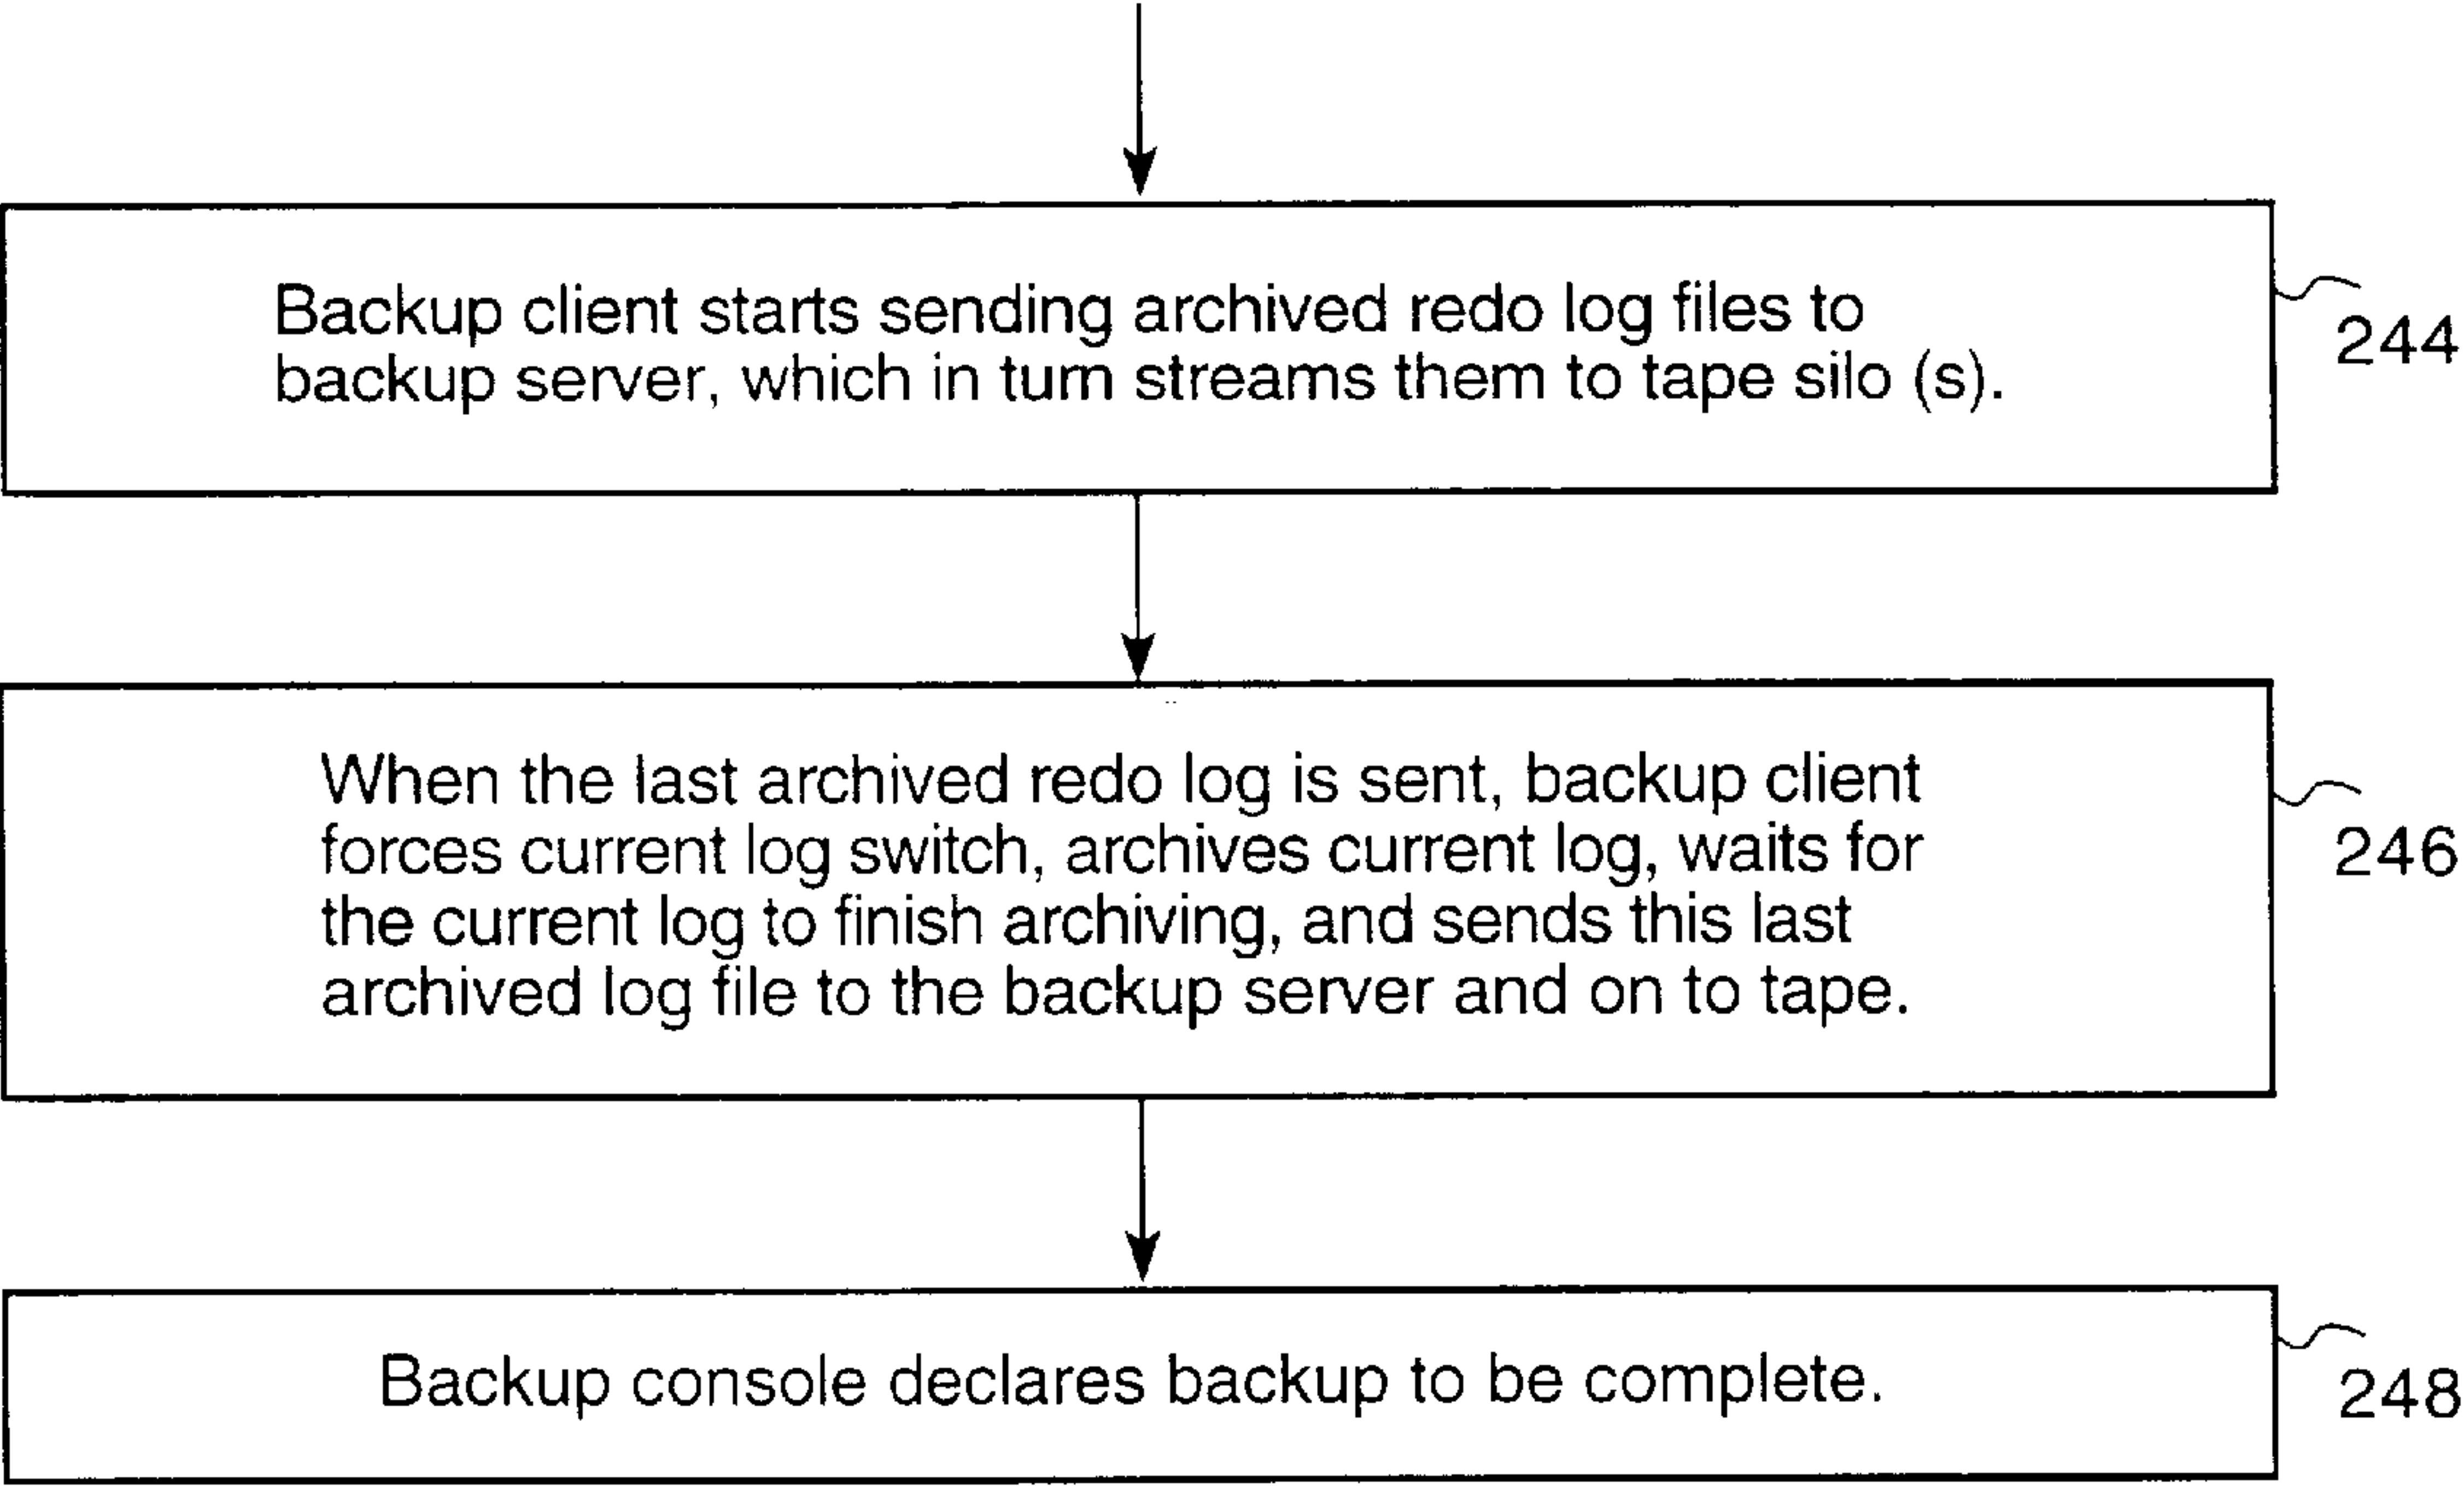 Backup client starts sending archived redo log files to
backup server, which in turn streams them to tape silo (s).
244
When the last archived redo log is sent, backup client
forces current log switch, archives current log, waits for
the current log to finish archiving, and sends this last
archived log file to the backup server and on to tape.
246
Backup console declares backup to be complete.
248